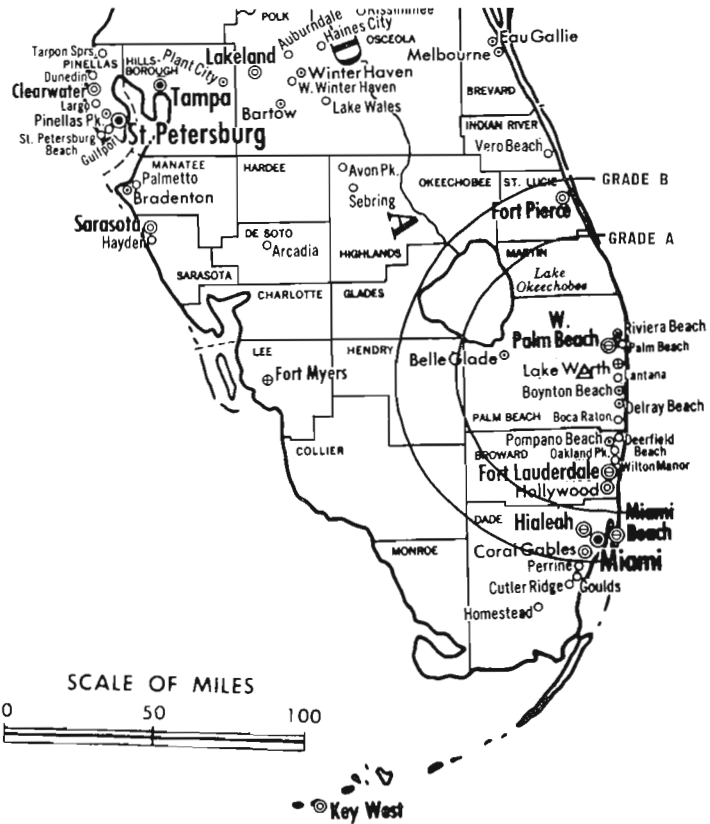 POLK
Kissimmee
Auburndale
Haines City
OSCEOLA
D
Eau Gallie
Melbourne
Tarpon Sprs.
PINELLAS
HILLS-
BOROUGH
Plant City
Lakeland
Dunedin
Clearwater
Tampa
Winter Haven
W. Winter Haven
BREVARD
Largo
Bartow
Lake Wales
Pinellas Pk.
St. Petersburg
INDIAN RIVER
St. Petersburg
Beach
Gulfport
Vero Beach
MANATEE
Palmetto
HARDEE
Avon Pk.
OKEECHOBEE
ST. LUCIE
GRADE B
Bradenton
Sebring
Fort Pierce
Sarasota
Hayden
DE SOTO
Arcadia
A
GRADE A
HIGHLANDS
MARTIN
SARASOTA
Lake
Okeechobee
CHARLOTTE
GLADES
W.
Palm Beach
Riviera Beach
Palm Beach
LEE
HENDRY
Belle Glade
Fort Myers
Lake Worth
Lantana
Boynton Beach
Delray Beach
PALM BEACH
Boca Raton
COLLIER
Pompano Beach
Deerfield
Beach
BROWARD
Oakland Pk.
Fort Lauderdale
Wilton Manor
Hollywood
DADE
Hialeah
Miami
Beach
MONROE
Coral Gables
Miami
Perrine
Cutler Ridge
Goulds
Homestead
SCALE OF MILES
0 50 100
Key West